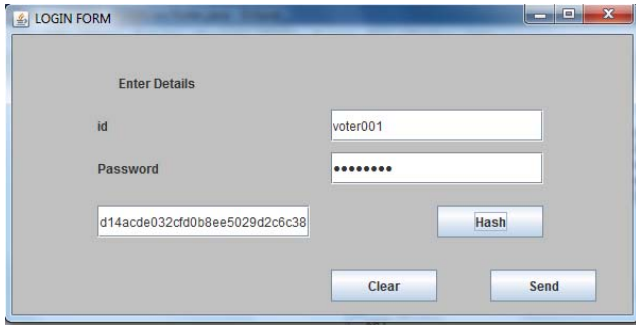 LOGIN FORM
Enter Details
id voter001
Password ••••••••
d14acde032cfd0b8ee5029d2c6c38 Hash
Clear Send